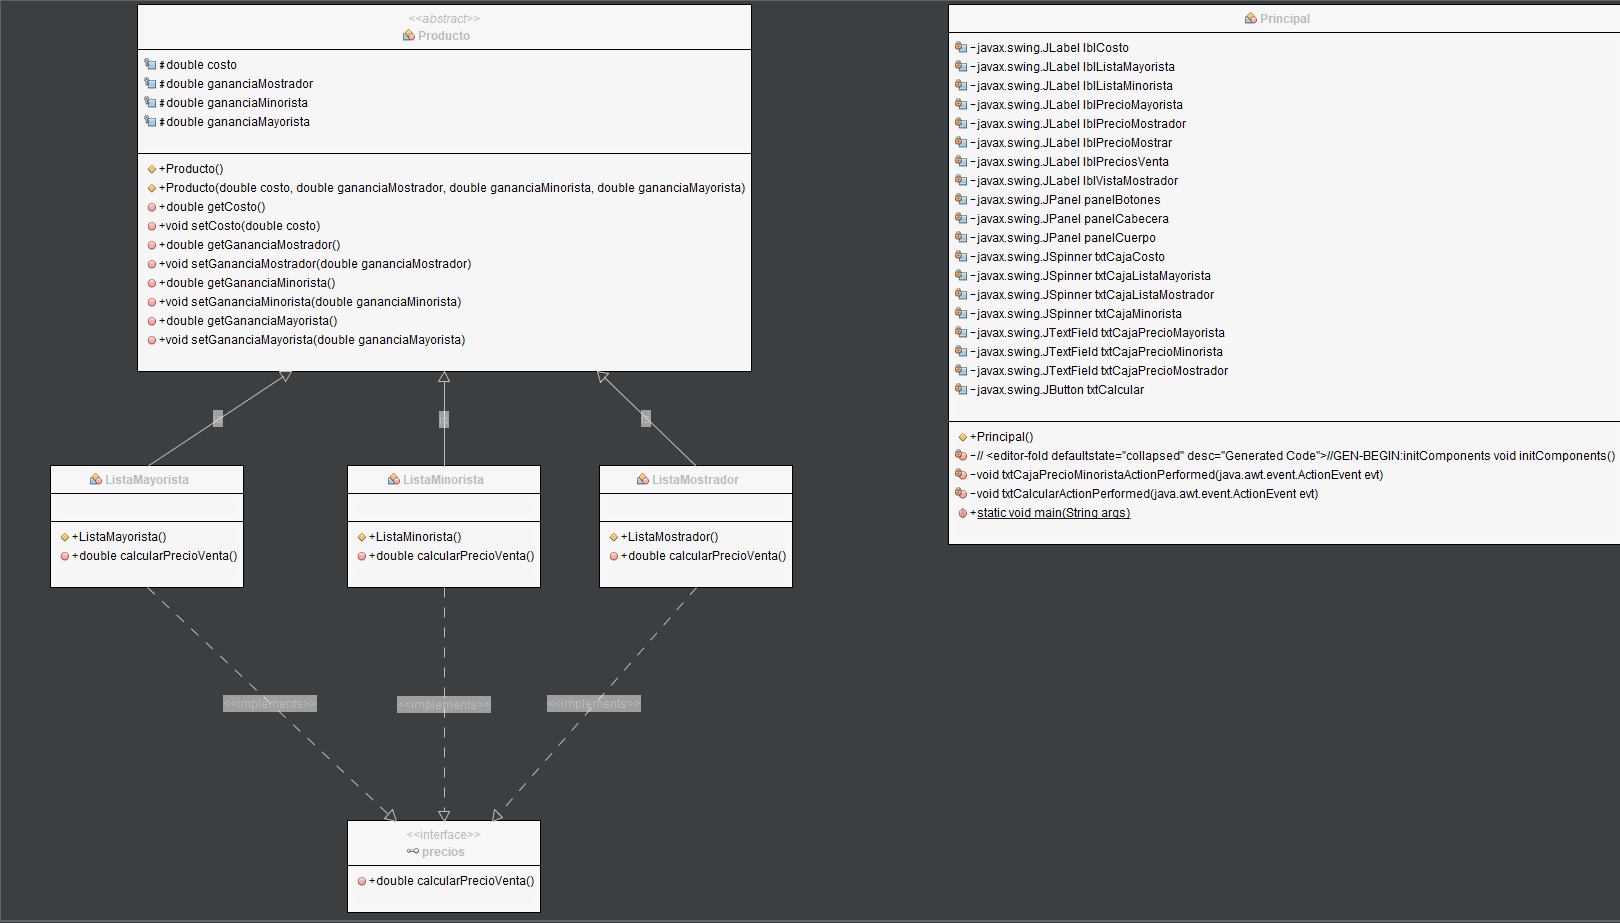 <<abstract>>
Producto
#double costo
#double gananciaMostrador
#double gananciaMinorista
#double gananciaMayorista
+Producto()
+Producto(double costo, double gananciaMostrador, double gananciaMinorista, double gananciaMayorista)
+double getCosto()
+void setCosto(double costo)
+double getGananciaMostrador()
+void setGananciaMostrador(double gananciaMostrador)
+double getGananciaMinorista()
+void setGananciaMinorista(double gananciaMinorista)
+double getGananciaMayorista()
+void setGananciaMayorista(double gananciaMayorista)
ListaMayorista
+ListaMayorista()
+double calcularPrecioVenta()
ListaMinorista
+ListaMinorista()
+double calcularPrecioVenta()
ListaMostrador
+ListaMostrador()
+double calcularPrecioVenta()
<<implements>>
<<implements>>
<<implements>>
<<interface>>
precios
+double calcularPrecioVenta()
Principal
-javax.swing.JLabel lblCosto
-javax.swing.JLabel lblListaMayorista
-javax.swing.JLabel lblListaMinorista
-javax.swing.JLabel lblPrecioMayorista
-javax.swing.JLabel lblPrecioMostrador
-javax.swing.JLabel lblPrecioMostrar
-javax.swing.JLabel lblPreciosVenta
-javax.swing.JLabel lblVistaMostrador
-javax.swing.JPanel panelBotones
-javax.swing.JPanel panelCabecera
-javax.swing.JPanel panelCuerpo
-javax.swing.JSpinner txtCajaCosto
-javax.swing.JSpinner txtCajaListaMayorista
-javax.swing.JSpinner txtCajaListaMostrador
-javax.swing.JSpinner txtCajaMinorista
-javax.swing.JTextField txtCajaPrecioMayorista
-javax.swing.JTextField txtCajaPrecioMinorista
-javax.swing.JTextField txtCajaPrecioMostrador
-javax.swing.JButton txtCalcular
+Principal()
-// <editor-fold defaultstate="collapsed" desc="Generated Code">//GEN-BEGIN:initComponents void initComponents()
-void txtCajaPrecioMinoristaActionPerformed(java.awt.event.ActionEvent evt)
-void txtCalcularActionPerformed(java.awt.event.ActionEvent evt)
+static void main(String args)